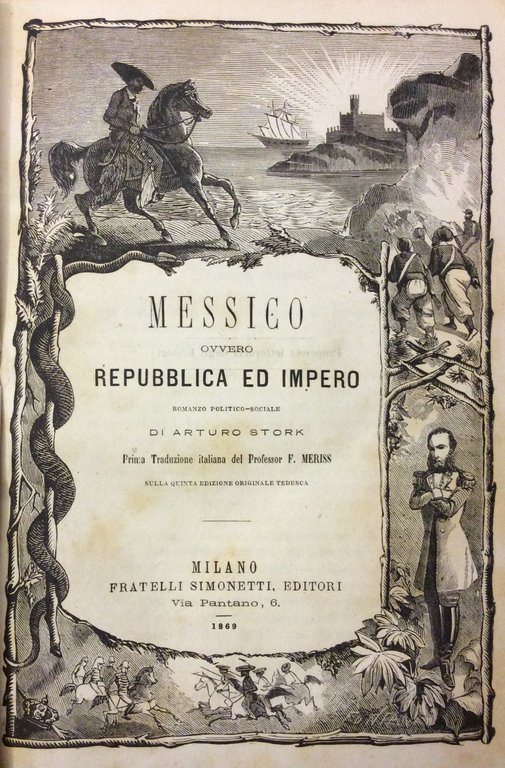 MESSICO
OVVERO
REPUBBLICA ED IMPERO
ROMANZO POLITICO-SOCIALE
DI ARTURO STORK
Prima Traduzione italiana del Professor F. MERISS
SULLA QUINTA EDIZIONE ORIGINALE TEDESCA
MILANO
FRATELLI SIMONETTI, EDITORI
Via Pantano, 6.
1869